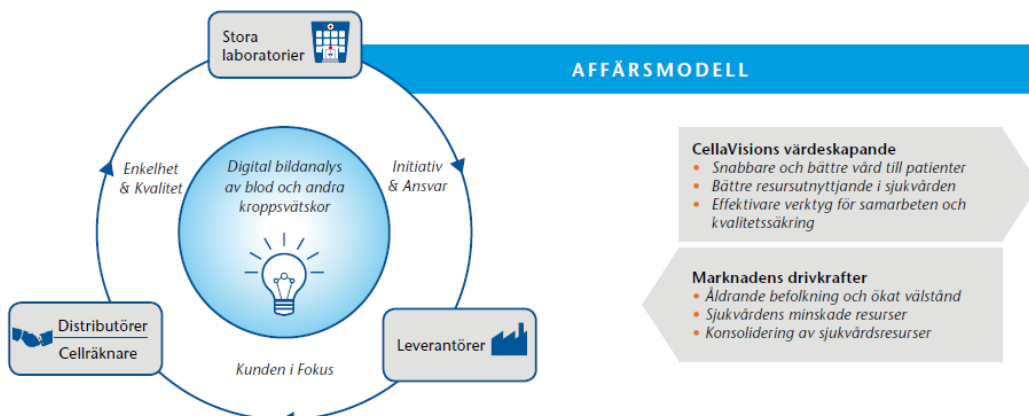 Stora
laboratorier
AFFÄRSMODELL
Enkelhet
& Kvalitet
Digital bildanalys
av blod och andra
kroppsvätskor
Initiativ
& Ansvar
Distributörer
Cellräknare
Leverantörer
Kunden i Fokus
CellaVisions värdeskapande
• Snabbare och bättre vård till patienter
• Bättre resursutnyttjande i sjukvården
• Effektivare verktyg för samarbeten och
kvalitetssäkring
Marknadens drivkrafter
• Åldrande befolkning och ökat välstånd
• Sjukvårdens minskade resurser
• Konsolidering av sjukvårdsresurser